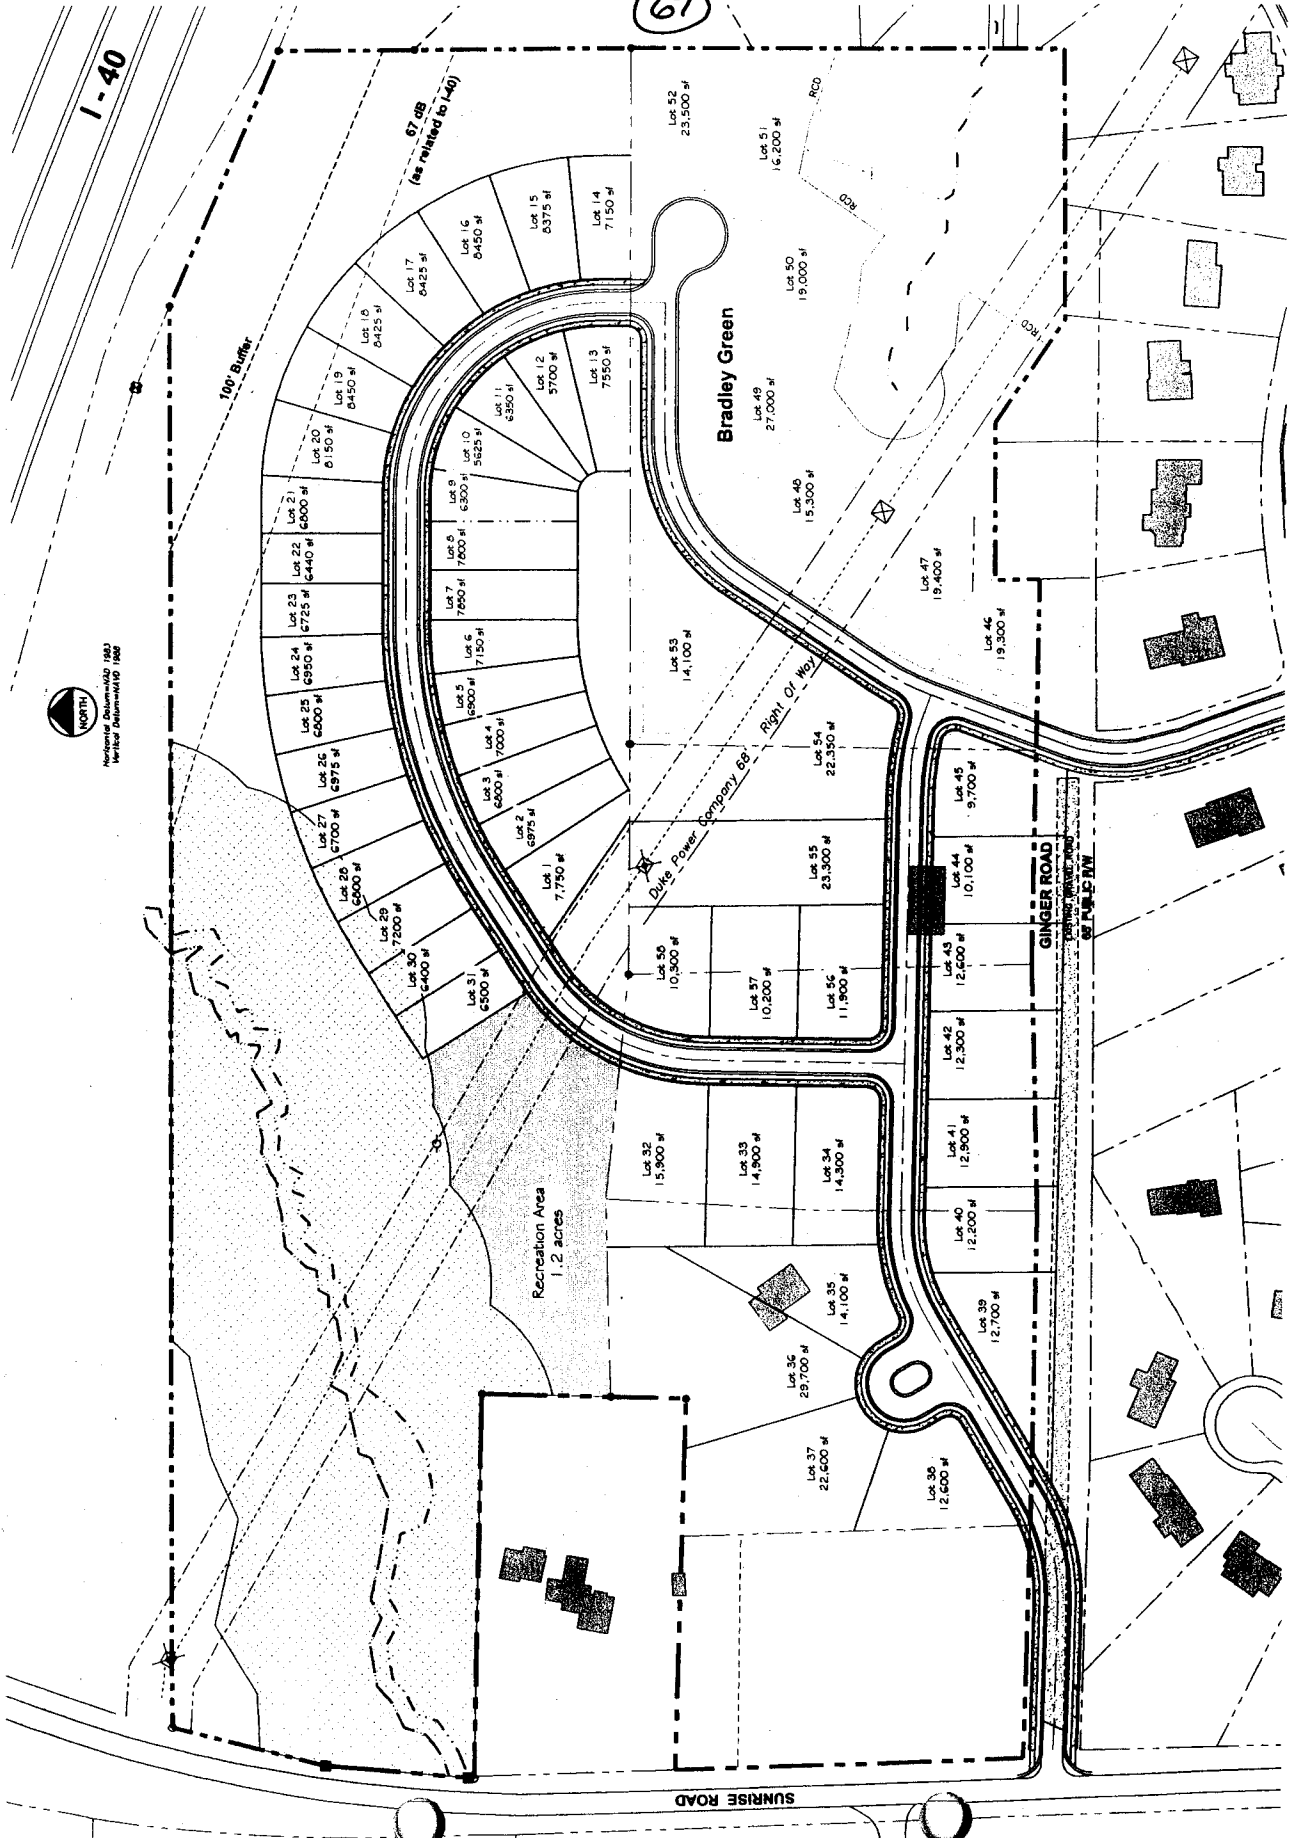 67
I - 40
67 dB
(as related to I-40)
100' Buffer
NORTH
Horizontal Datum=NAD 1983
Vertical Datum=NAVD 1988
Lot 52
23,500 sf
Lot 51
16,200 sf
RCD
RCD
Lot 50
19,000 sf
RCD
Bradley Green
Lot 49
27,000 sf
Lot 48
15,300 sf
Lot 47
19,400 sf
Lot 46
19,300 sf
Lot 14
7150 sf
Lot 15
8375 sf
Lot 16
8450 sf
Lot 17
8425 sf
Lot 18
8425 sf
Lot 19
8450 sf
Lot 20
8150 sf
Lot 21
6800 sf
Lot 22
6440 sf
Lot 23
6725 sf
Lot 24
6950 sf
Lot 25
6800 sf
Lot 26
6975 sf
Lot 27
6700 sf
Lot 28
6800 sf
Lot 29
7200 sf
Lot 30
6400 sf
Lot 31
6500 sf
Lot 13
7550 sf
Lot 12
5700 sf
Lot 11
6350 sf
Lot 10
5625 sf
Lot 9
6300 sf
Lot 8
7800 sf
Lot 7
7850 sf
Lot 6
7150 sf
Lot 5
6900 sf
Lot 4
7000 sf
Lot 3
6800 sf
Lot 2
6975 sf
Lot 1
7,750 sf
Lot 53
14,100 sf
Duke Power Company 68' Right Of Way
Lot 54
22,350 sf
Lot 55
23,300 sf
Lot 58
10,300 sf
Lot 57
10,200 sf
Lot 56
11,900 sf
Lot 45
9,700 sf
Lot 44
10,100 sf
Lot 43
12,600 sf
Lot 42
12,300 sf
Lot 41
12,900 sf
Lot 40
12,200 sf
Lot 39
12,700 sf
GINGER ROAD
EXISTING GRAVEL ROAD
60' PUBLIC R/W
Recreation Area
1.2 acres
Lot 32
15,900 sf
Lot 33
14,900 sf
Lot 34
14,300 sf
Lot 35
14,100 sf
Lot 36
29,700 sf
Lot 37
22,600 sf
Lot 38
12,600 sf
SUNRISE ROAD